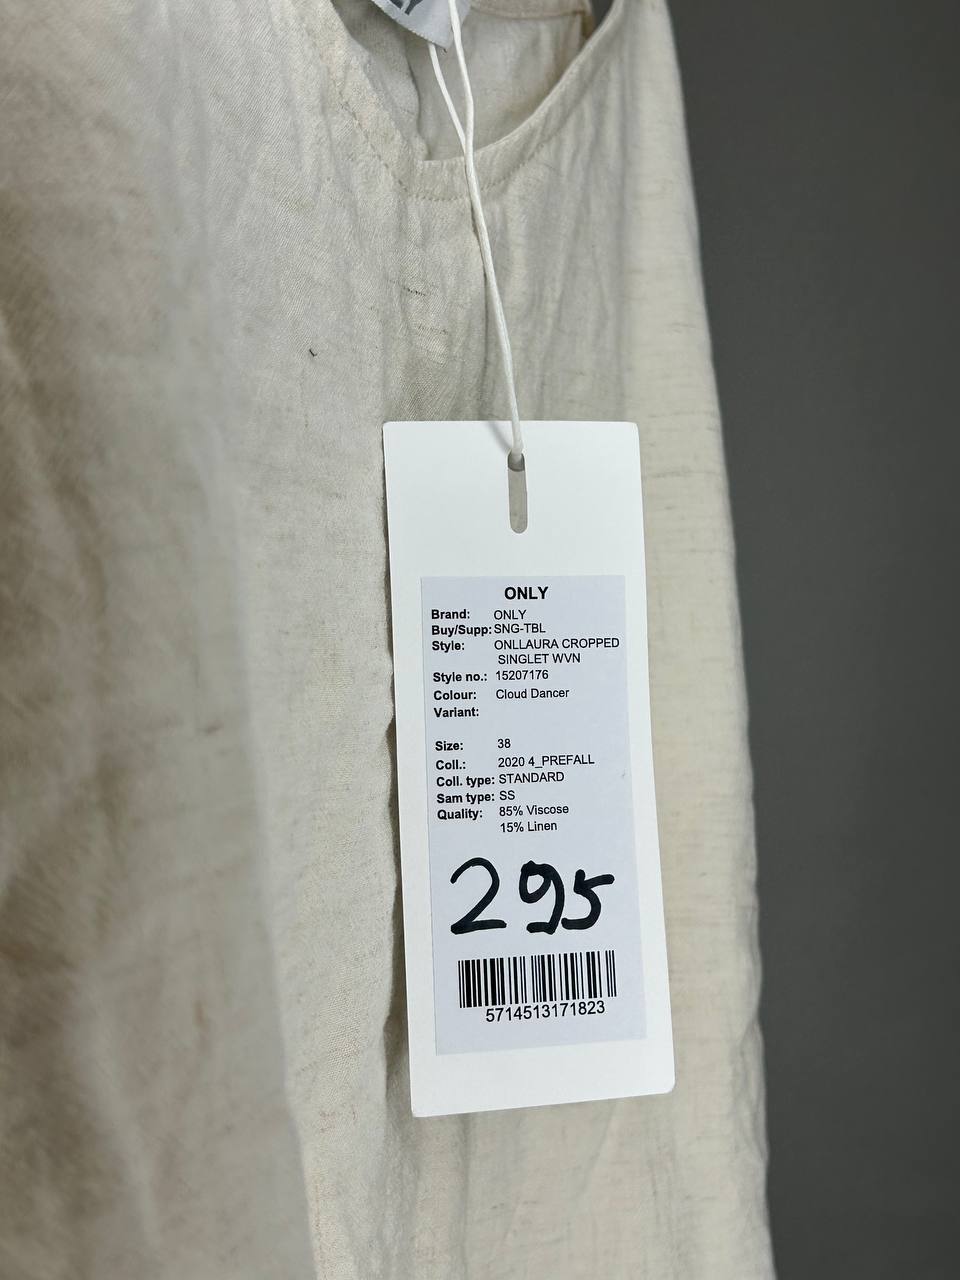 ONLY
Brand: ONLY
Buy/Supp: SNG-TBL
Style: ONLLAURA CROPPED
SINGLET WVN
Style no.: 15207176
Colour: Cloud Dancer
Variant:
Size: 38
Coll.: 2020 4_PREFALL
Coll. type: STANDARD
Sam type: SS
Quality: 85% Viscose
15% Linen
295
5714513171823